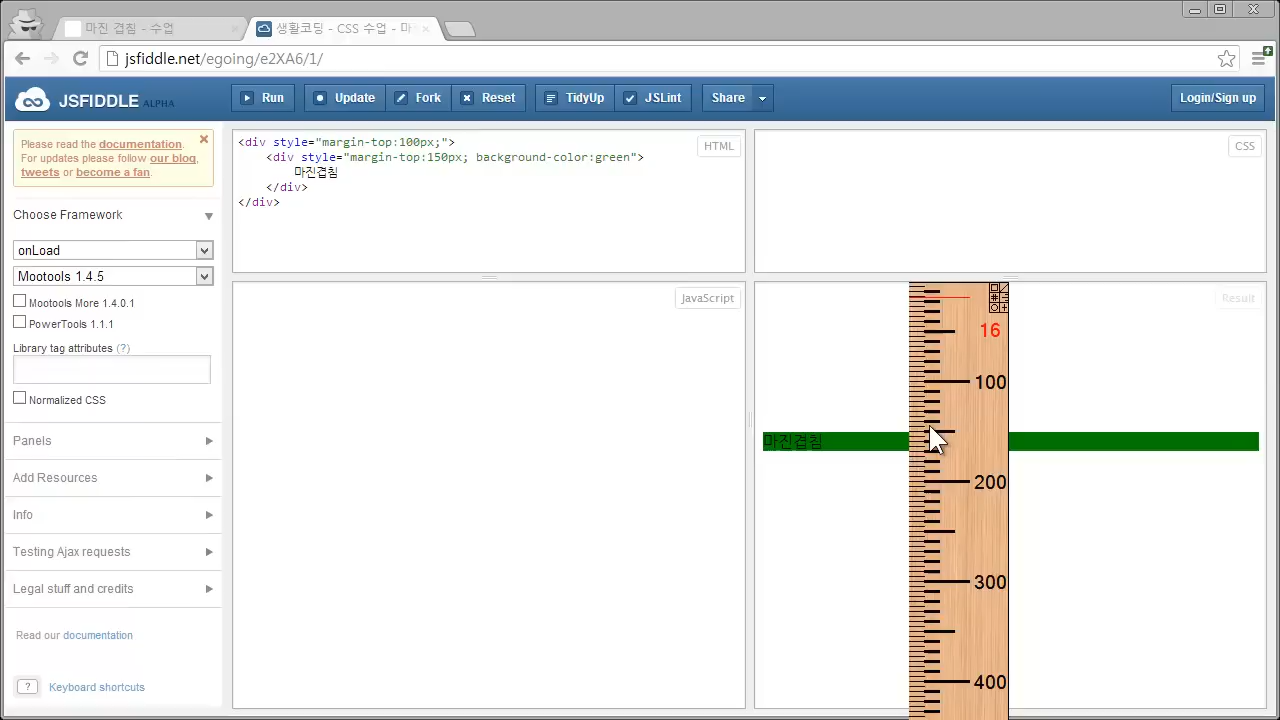 마진 겹침 - 수업
생활코딩 - CSS 수업 - 마
jsfiddle.net/egoing/e2XA6/1/
JSFIDDLE ALPHA
Run
Update
Fork
Reset
TidyUp
JSLint
Share
Login/Sign up
Please read the documentation.
For updates please follow our blog,
tweets or become a fan.
Choose Framework
onLoad
Mootools 1.4.5
Mootools More 1.4.0.1
PowerTools 1.1.1
Library tag attributes (?)
Normalized CSS
Panels
Add Resources
Info
Testing Ajax requests
Legal stuff and credits
Read our documentation
? Keyboard shortcuts
<div style="margin-top:100px;">
<div style="margin-top:150px; background-color:green">
마진겹침
</div>
</div>
HTML
CSS
JavaScript
Result
16
100
마진겹침
200
300
400